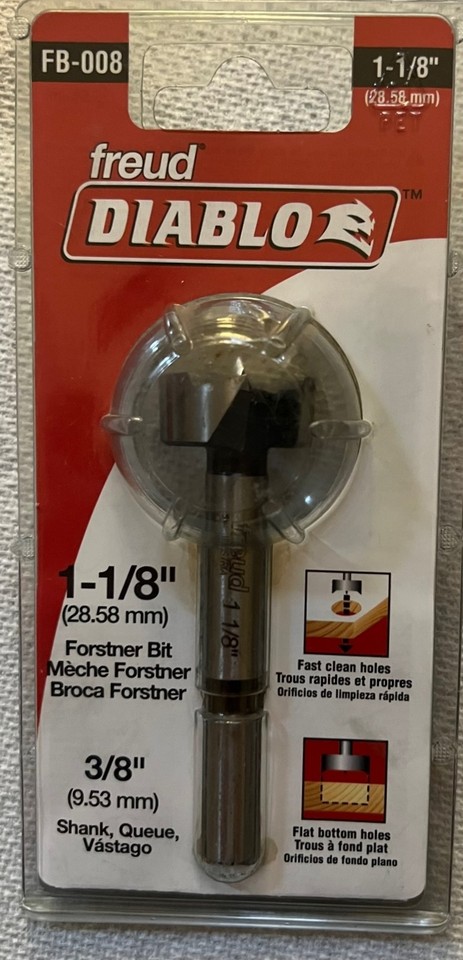 FB-008
1-1/8"
(28.58 mm)
freud®
DIABLO™
freud 1 1/8"
1-1/8"
(28.58 mm)
Forstner Bit
Mèche Forstner
Broca Forstner
3/8"
(9.53 mm)
Shank, Queue,
Vástago
Fast clean holes
Trous rapides et propres
Orificios de limpieza rápida
Flat bottom holes
Trous à fond plat
Orificios de fondo plano